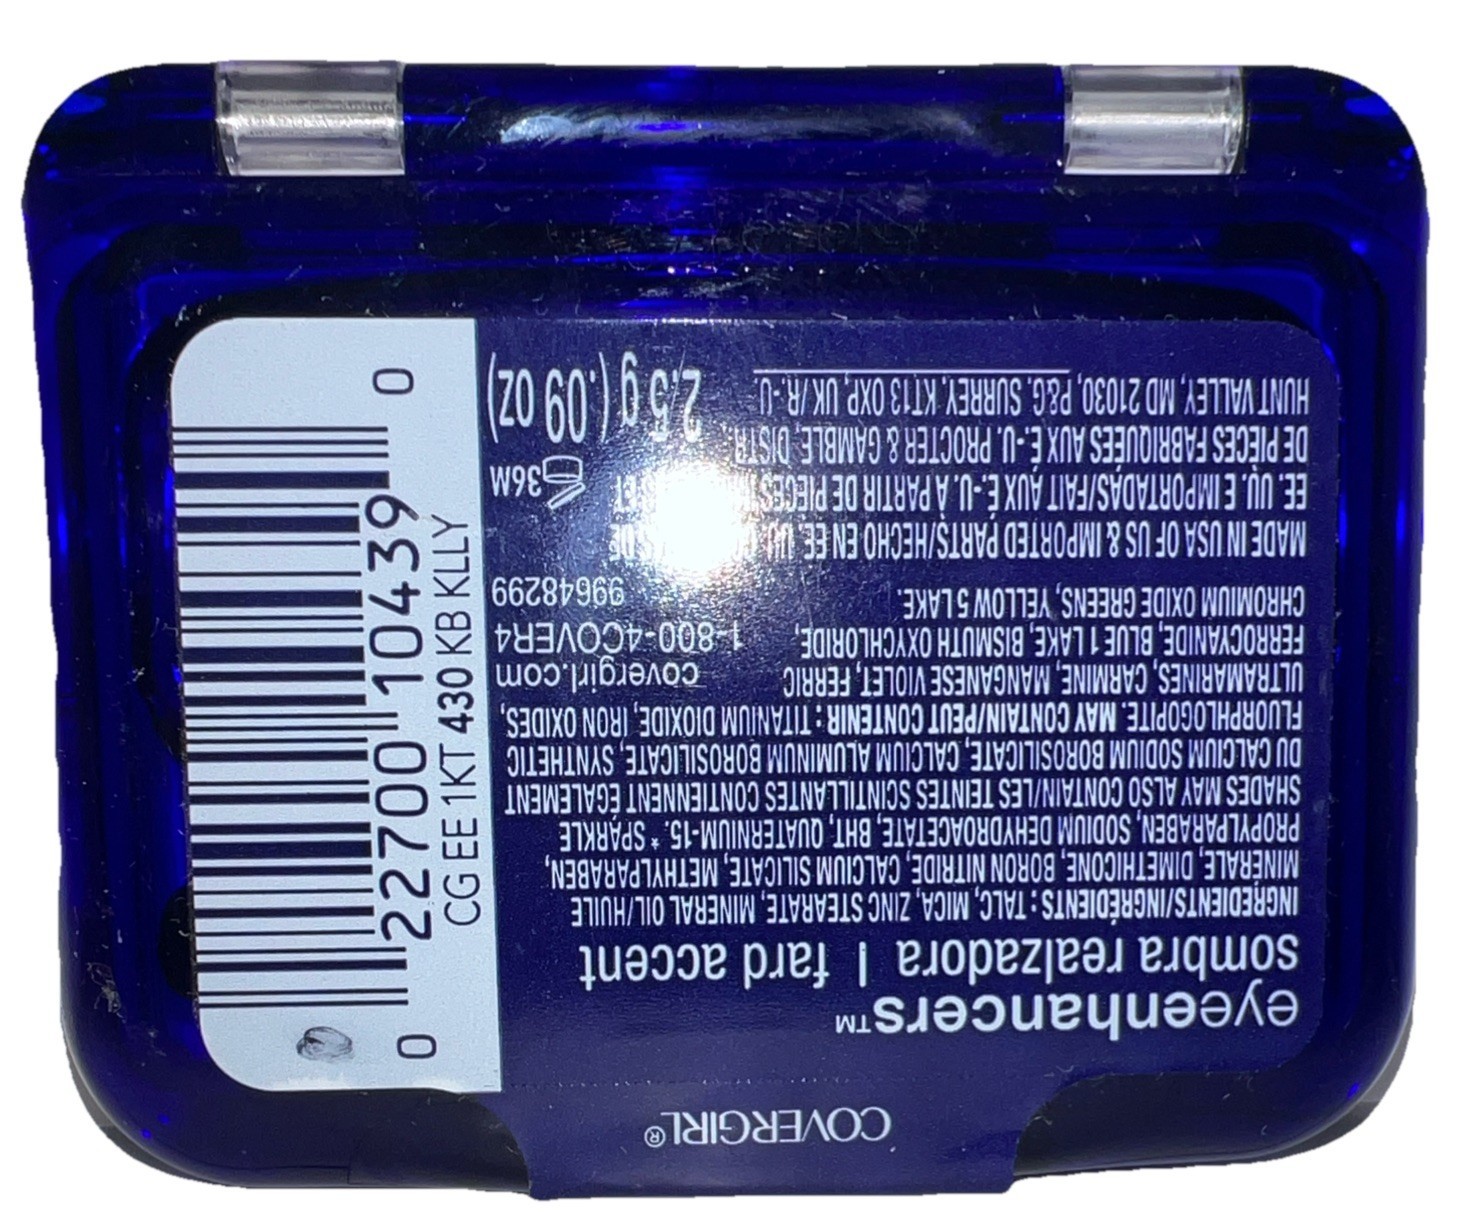 COVERGIRL®
eyeenhancers™
sombra realzadora | fard accent
INGREDIENTS/INGRÉDIENTS: TALC, MICA, ZINC STEARATE, MINERAL OIL/HUILE
MINÉRALE, DIMETHICONE, BORON NITRIDE, CALCIUM SILICATE, METHYLPARABEN,
PROPYLPARABEN, SODIUM DEHYDROACETATE, BHT, QUATERNIUM-15. * SPARKLE
SHADES MAY ALSO CONTAIN/LES TEINTES SCINTILLANTES CONTIENNENT ÉGALEMENT
DU CALCIUM SODIUM BOROSILICATE, CALCIUM ALUMINUM BOROSILICATE, SYNTHETIC
FLUORPHLOGOPITE. MAY CONTAIN/PEUT CONTENIR: TITANIUM DIOXIDE, IRON OXIDES,
ULTRAMARINES, CARMINE, MANGANESE VIOLET, FERRIC
FERROCYANIDE, BLUE 1 LAKE, BISMUTH OXYCHLORIDE,
CHROMIUM OXIDE GREENS, YELLOW 5 LAKE.
covergirl.com
1-800-4COVER4
99648299
MADE IN USA OF US & IMPORTED PARTS/HECHO EN EE. UU. DE
EE. UU. E IMPORTADAS/FAIT AUX É.-U. À PARTIR DE PIÈCES ET
DE PIÈCES FABRIQUÉES AUX É.-U. PROCTER & GAMBLE, DISTR.
HUNT VALLEY, MD 21030, P&G, SURREY, KT13 0XP, UK / R.-U.
36M
2.5 g (.09 oz)
0 22700 10439 0
CG EE 1KT 430 KB KLLY